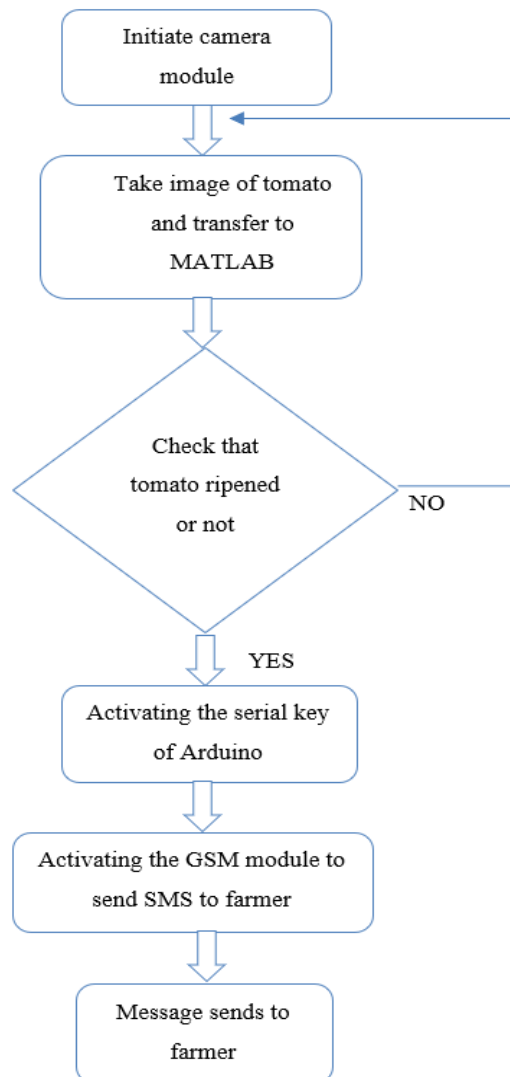 Initiate camera
module
Take image of tomato
and transfer to
MATLAB
Check that
tomato ripened
or not
NO
YES
Activating the serial key
of Arduino
Activating the GSM module to
send SMS to farmer
Message sends to
farmer